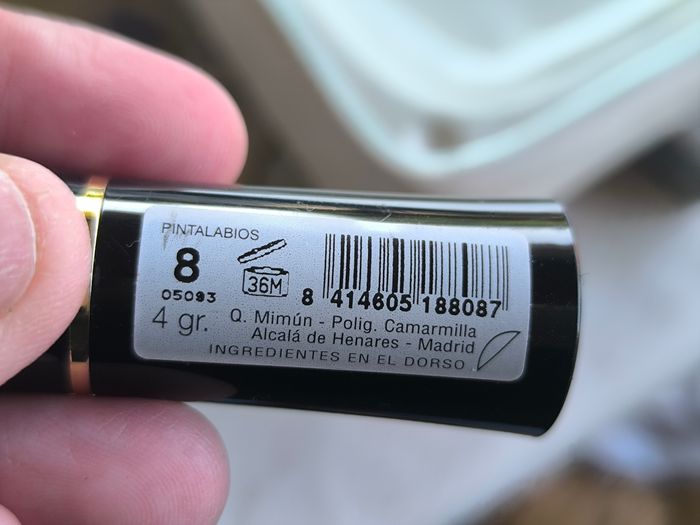 PINTALABIOS
8
05093
4 gr.
36M
8 414605 188087
Q. Mimún - Polig. Camarmilla
Alcalá de Henares - Madrid
INGREDIENTES EN EL DORSO